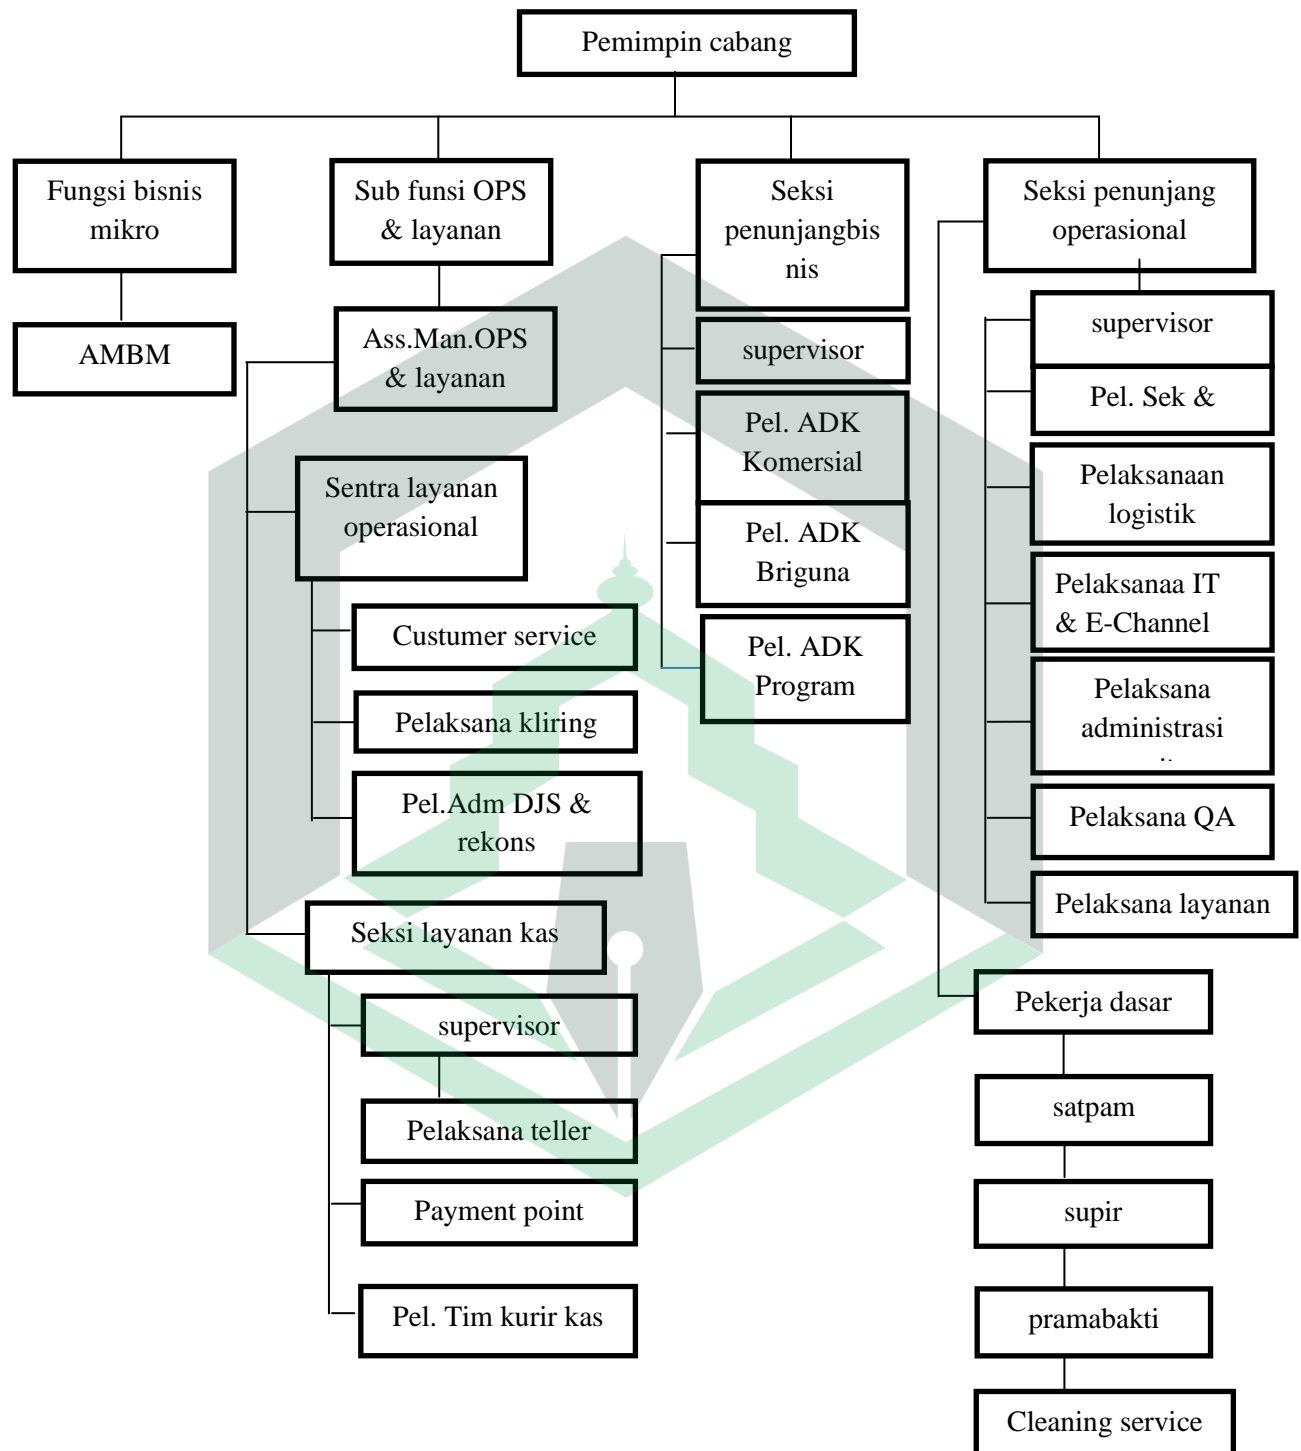 Pemimpin cabang
Fungsi bisnis
mikro
AMBM
Sub funsi OPS
& layanan
Ass.Man.OPS
& layanan
Sentra layanan
operasional
Custumer service
Pelaksana kliring
Pel.Adm DJS &
rekons
Seksi layanan kas
supervisor
Pelaksana teller
Payment point
Pel. Tim kurir kas
Seksi
penunjangbis
nis
supervisor
Pel. ADK
Komersial
Pel. ADK
Briguna
Pel. ADK
Program
Seksi penunjang
operasional
supervisor
Pel. Sek &
Pelaksanaan
logistik
Pelaksanaa IT
& E-Channel
Pelaksana
administrasi
Pelaksana QA
Pelaksana layanan
Pekerja dasar
satpam
supir
pramabakti
Cleaning service